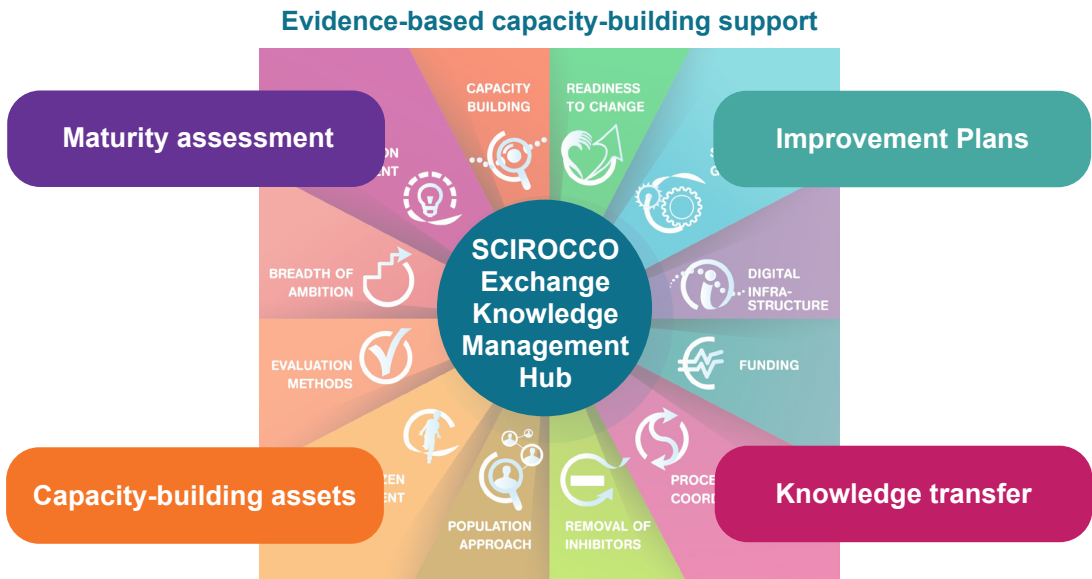 Evidence-based capacity-building support
CAPACITY
BUILDING
READINESS
TO CHANGE
Maturity assessment
Improvement Plans
SCIROCCO
Exchange
Knowledge
Management
Hub
BREADTH OF
AMBITION
DIGITAL
INFRA-
STRUCTURE
EVALUATION
METHODS
FUNDING
Capacity-building assets
Knowledge transfer
POPULATION
APPROACH
REMOVAL OF
INHIBITORS